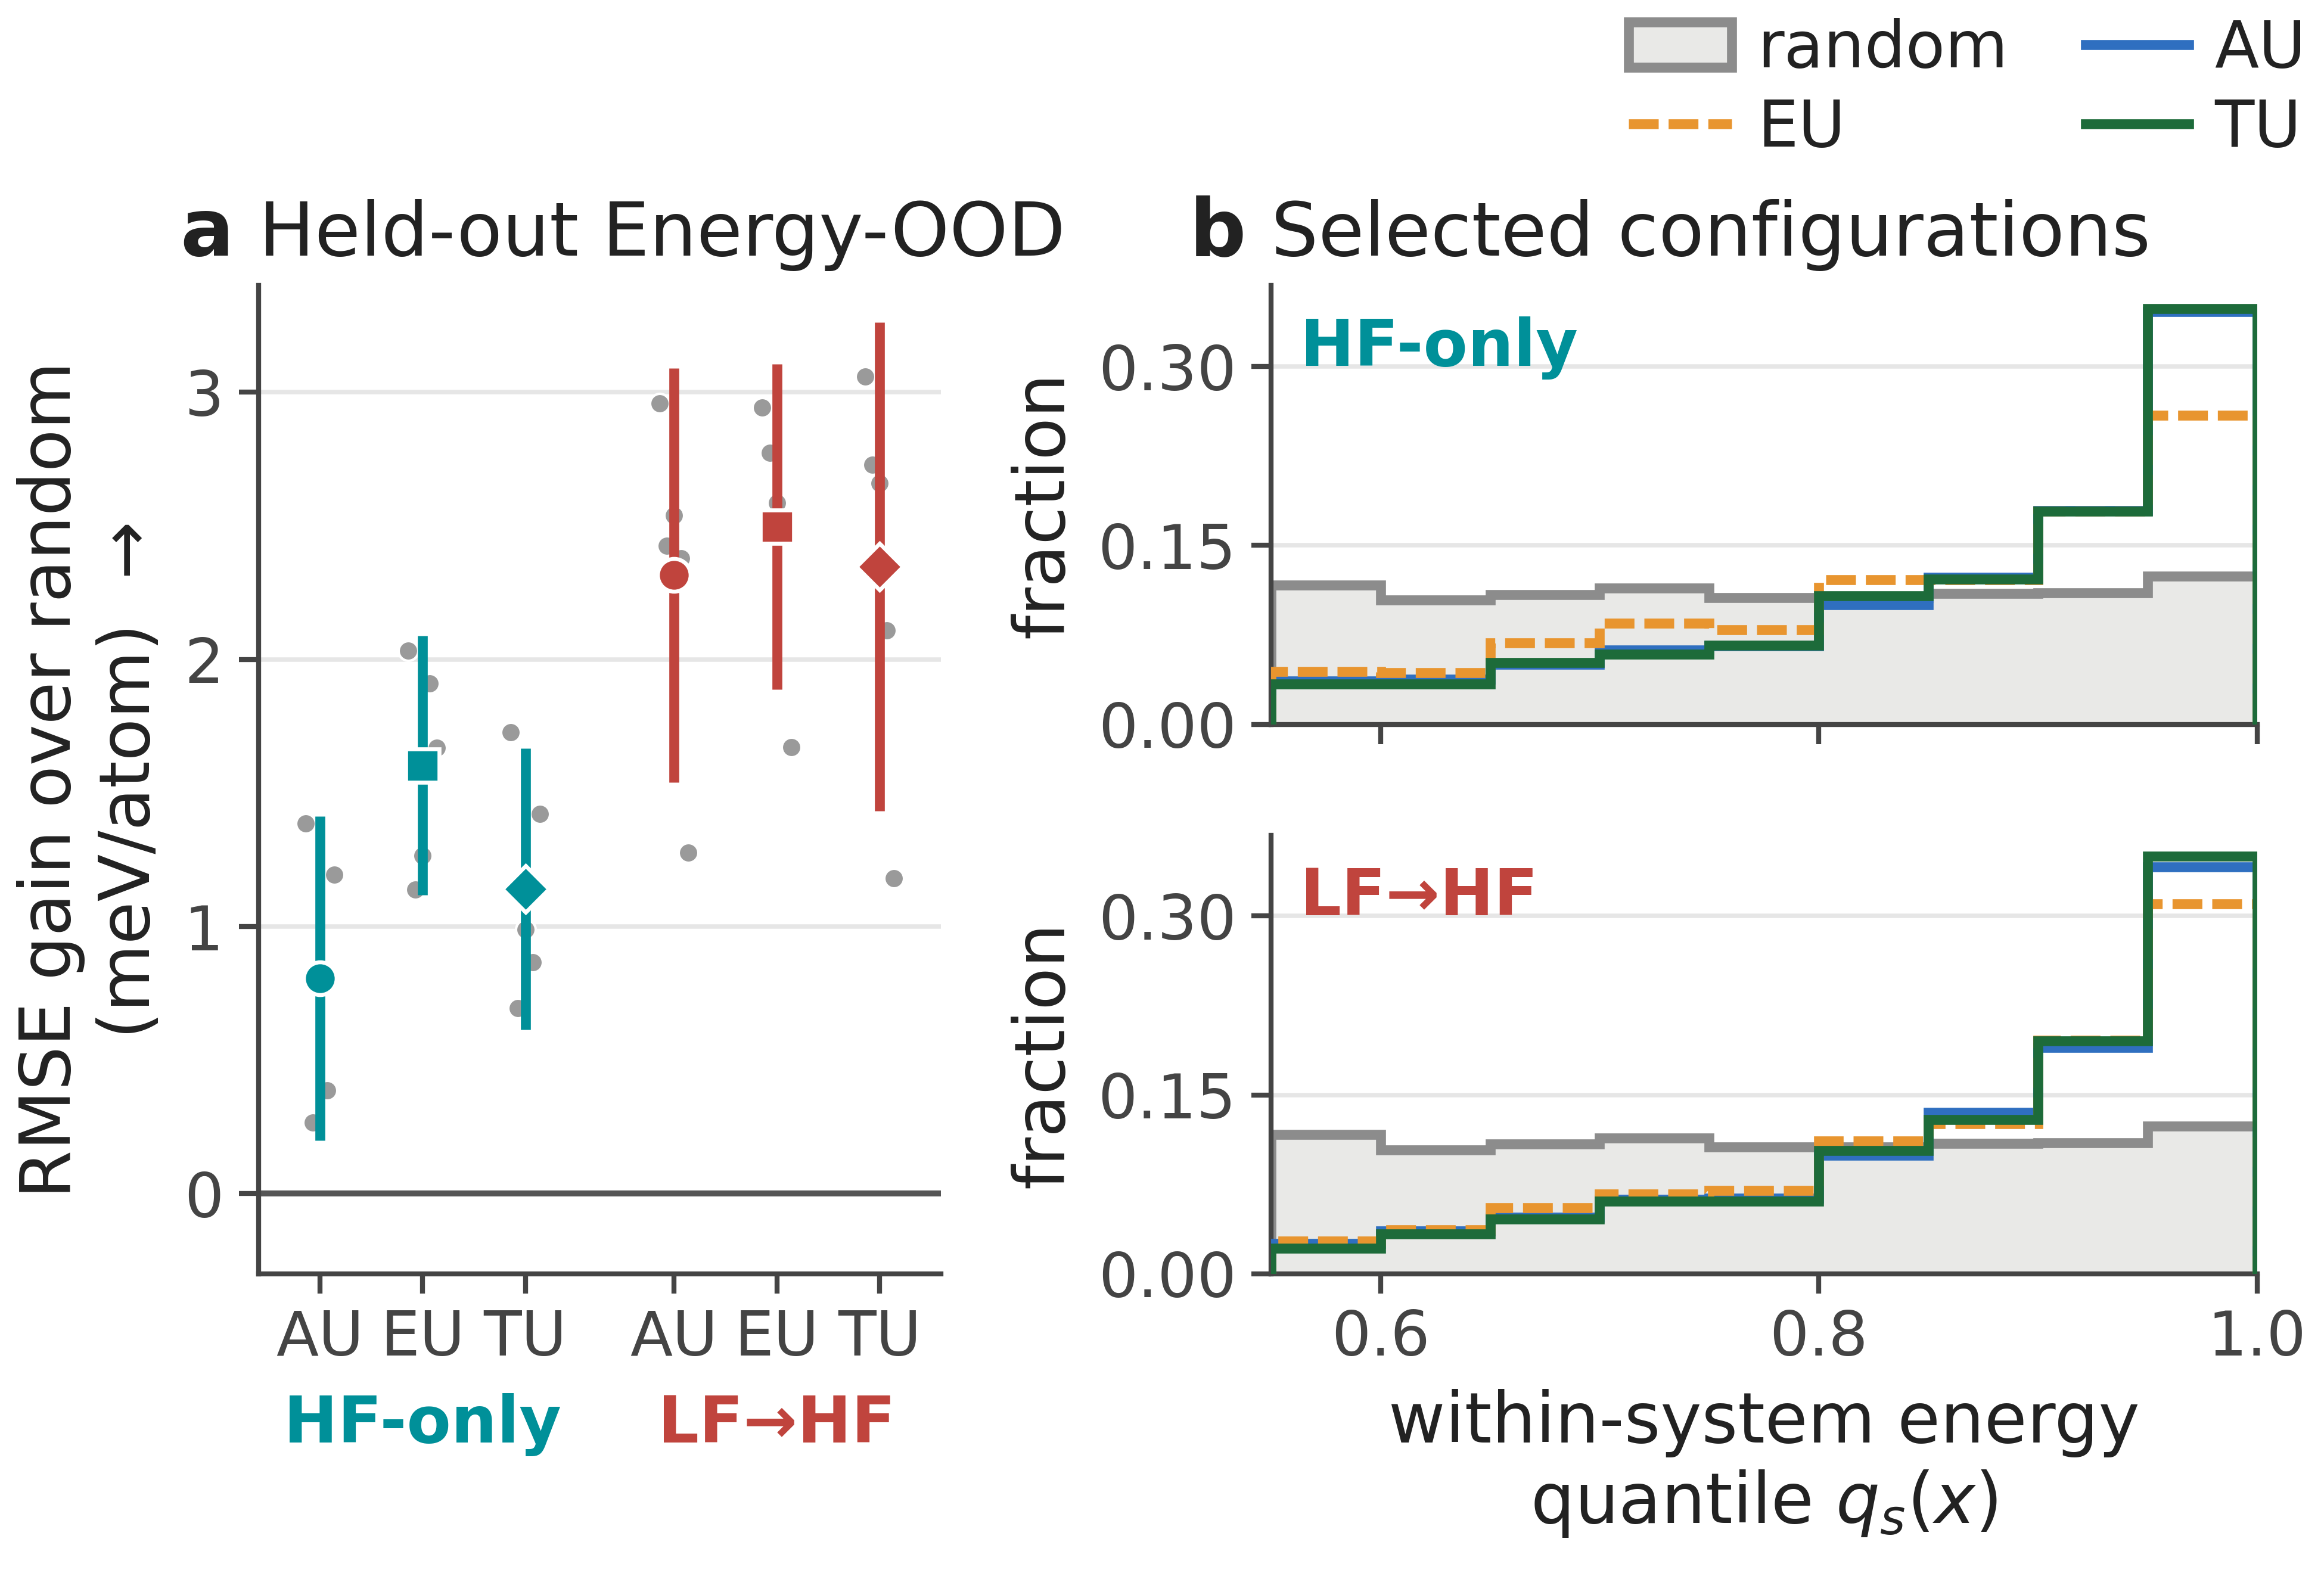 random
AU
EU
TU
a Held-out Energy-OOD
b Selected configurations
RMSE gain over random
(meV/atom) →
3
2
1
0
AU EU TU AU EU TU
HF-only LF→HF
fraction
0.30
0.15
0.00
HF-only
fraction
0.30
0.15
0.00
LF→HF
0.6 0.8 1.0
within-system energy
quantile qₛ(x)